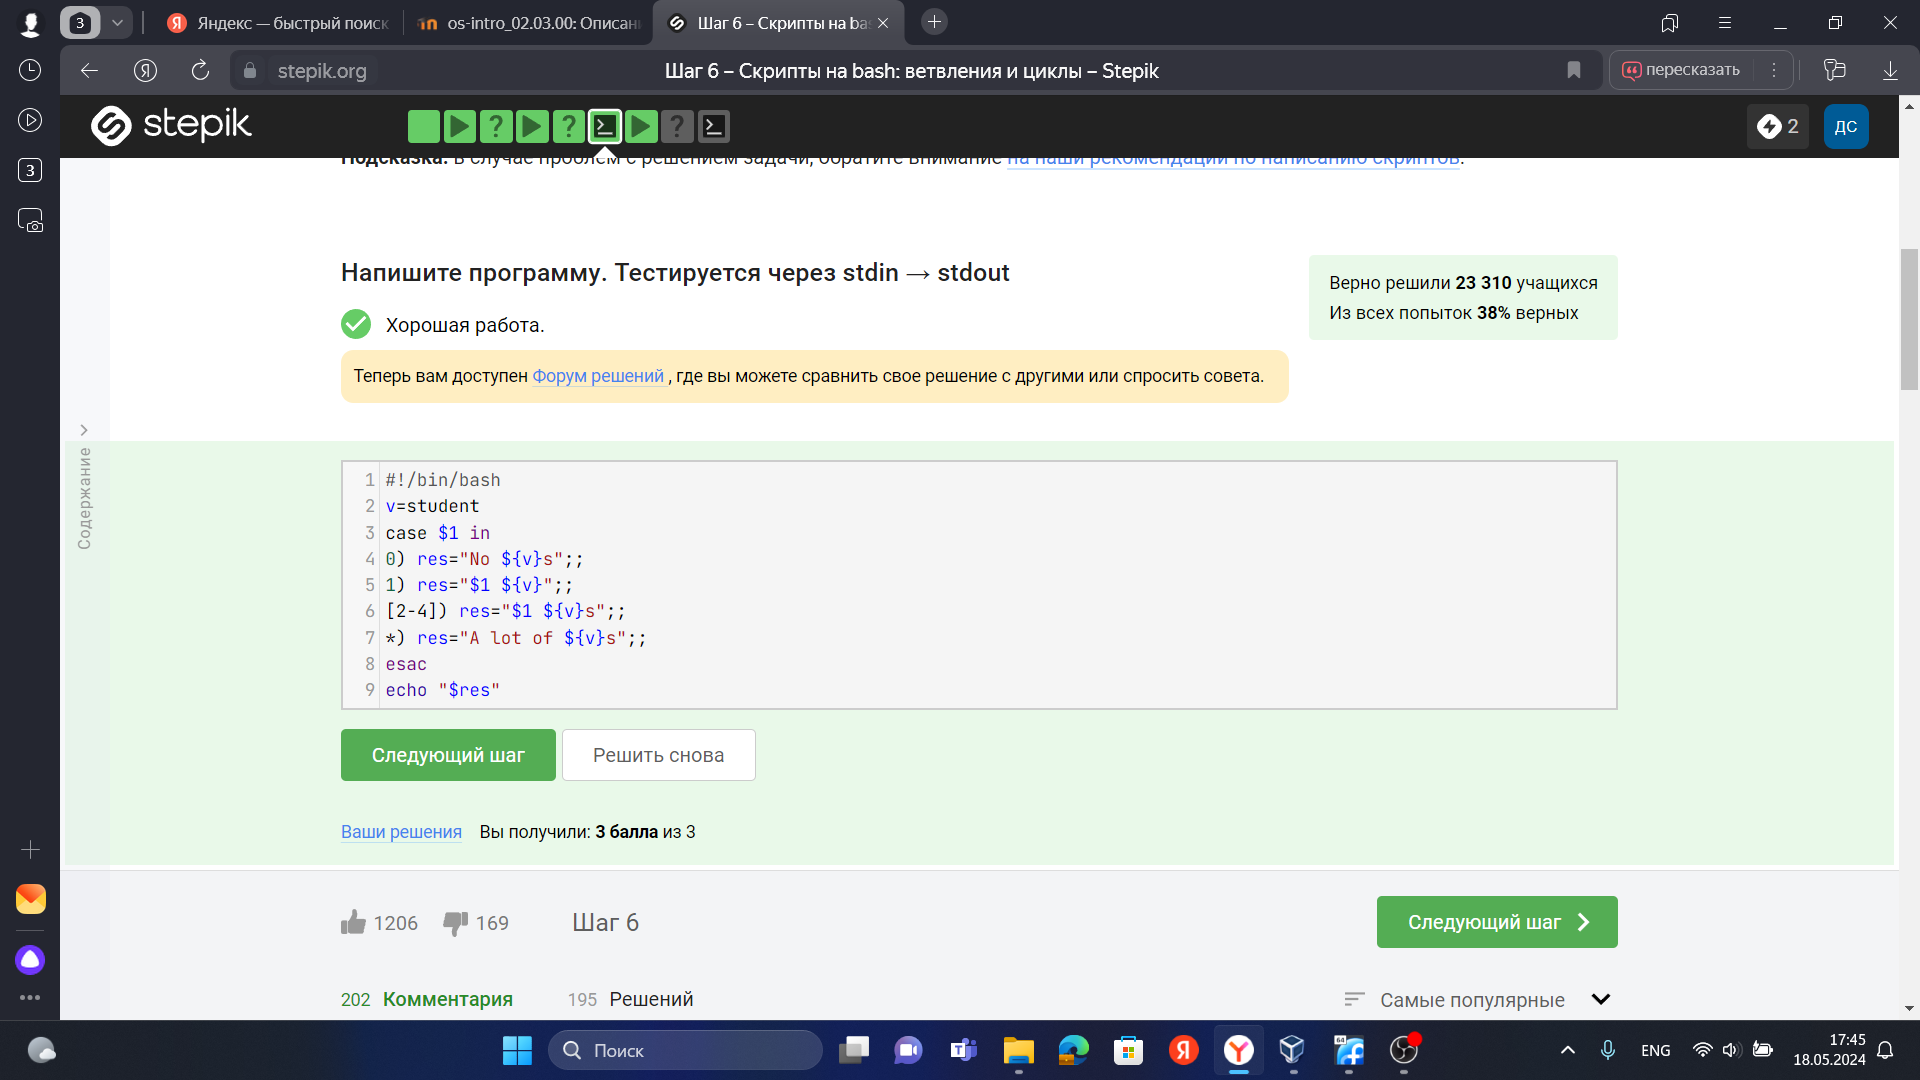 3
Яндекс — быстрый поиск
os-intro_02.03.00: Описан
Шаг 6 – Скрипты на ba
stepik.org
Шаг 6 – Скрипты на bash: ветвления и циклы – Stepik
пересказать
3
stepik
2
ДС
Подсказка: в случае проблем с решением задачи, обратите внимание на наши рекомендации по написанию скриптов.
Напишите программу. Тестируется через stdin → stdout
Верно решили 23 310 учащихся
Из всех попыток 38% верных
Хорошая работа.
Теперь вам доступен Форум решений , где вы можете сравнить свое решение с другими или спросить совета.
Содержание
1 #!/bin/bash
2 v=student
3 case $1 in
4 0) res="No ${v}s";;
5 1) res="$1 ${v}";;
6 [2-4]) res="$1 ${v}s";;
7 *) res="A lot of ${v}s";;
8 esac
9 echo "$res"
Следующий шаг
Решить снова
Ваши решения Вы получили: 3 балла из 3
1206 169 Шаг 6
Следующий шаг
202 Комментария 195 Решений
Самые популярные
Поиск
64
ENG
17:45
18.05.2024